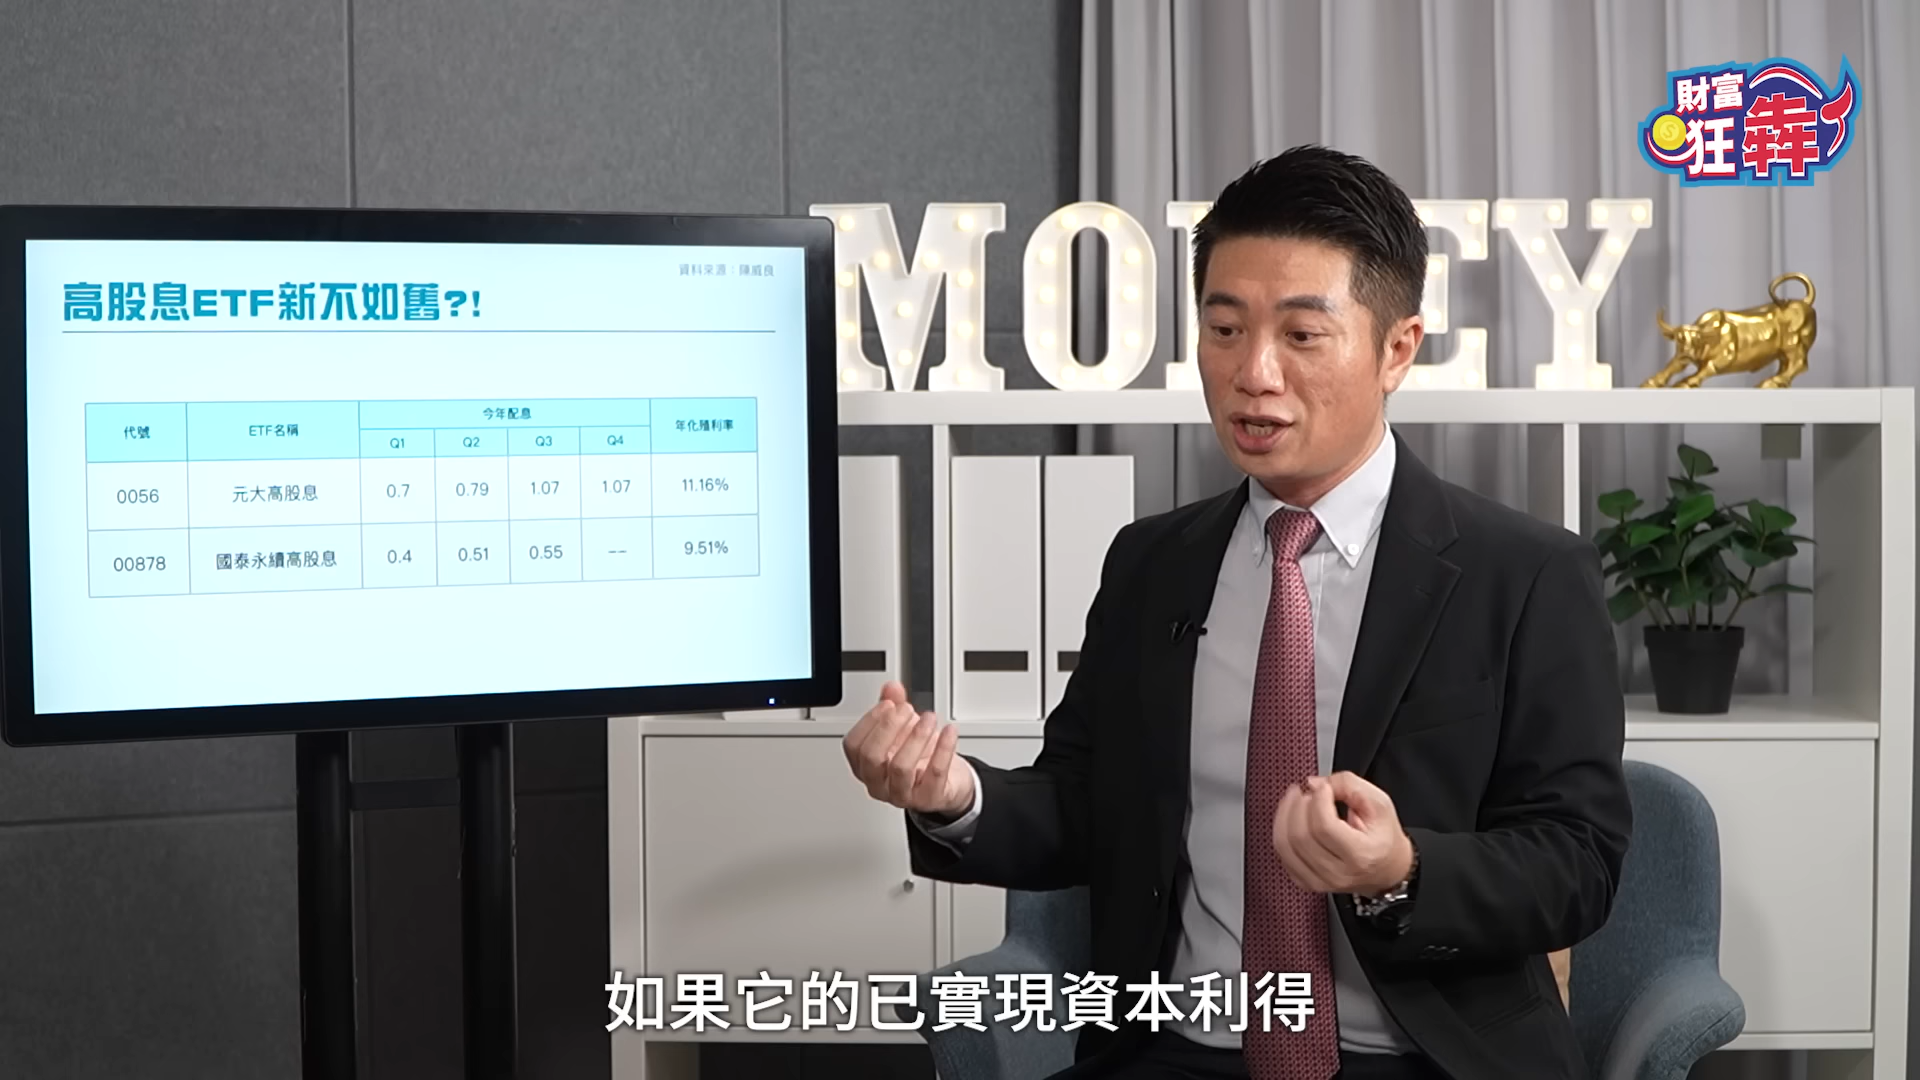 財富
狂犇
MONEY
資料來源：陳威良
高股息ETF新不如舊?!
代號 ETF名稱 今年配息 年化殖利率
Q1 Q2 Q3 Q4
0056 元大高股息 0.7 0.79 1.07 1.07 11.16%
00878 國泰永續高股息 0.4 0.51 0.55 -- 9.51%
如果它的已實現資本利得